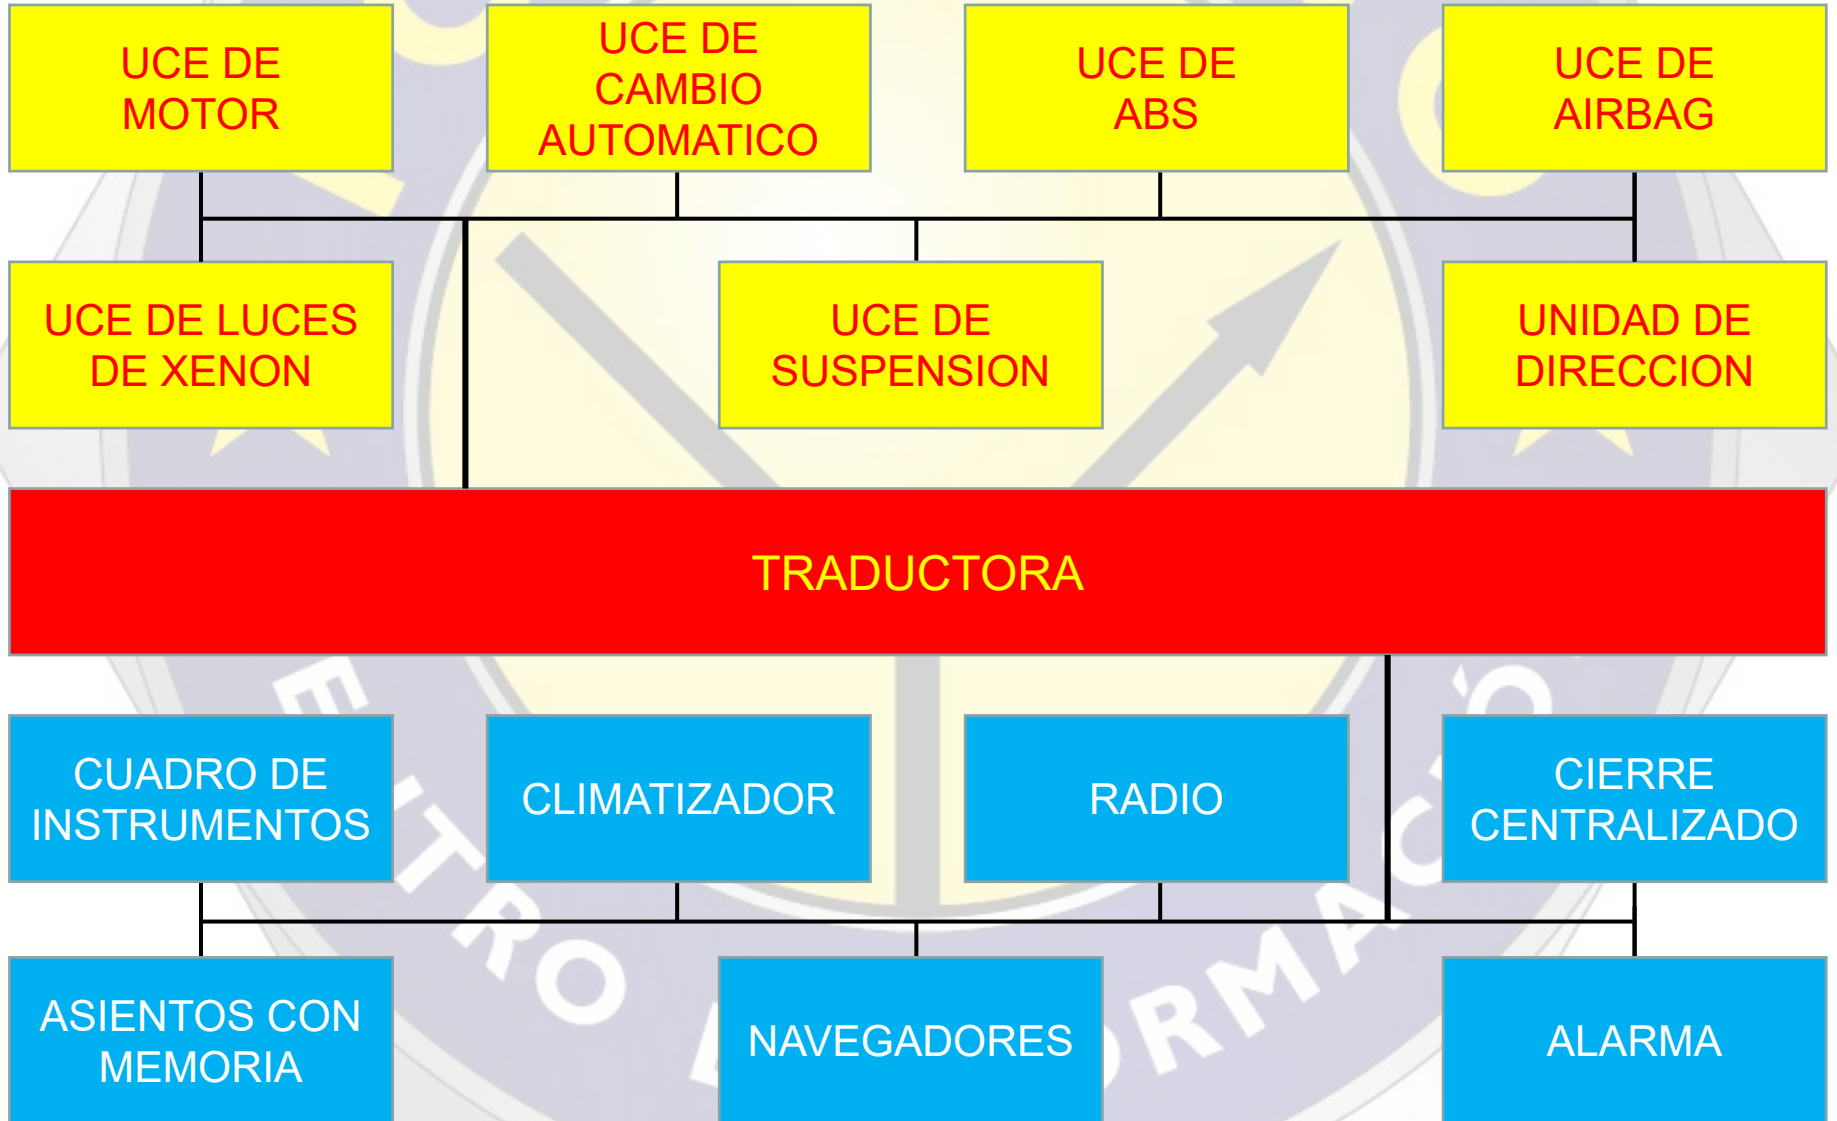 UCE DE
MOTOR
UCE DE
CAMBIO
AUTOMATICO
UCE DE
ABS
UCE DE
AIRBAG
UCE DE LUCES
DE XENON
UCE DE
SUSPENSION
UNIDAD DE
DIRECCION
TRADUCTORA
CUADRO DE
INSTRUMENTOS
CLIMATIZADOR
RADIO
CIERRE
CENTRALIZADO
ASIENTOS CON
MEMORIA
NAVEGADORES
ALARMA